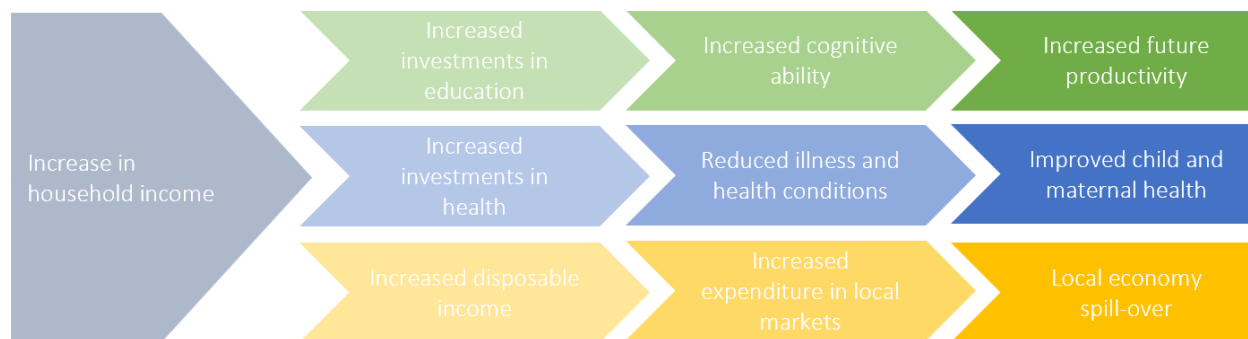 Increase in
household income
Increased
investments in
education
Increased cognitive
ability
Increased future
productivity
Increased
investments in
health
Reduced illness and
health conditions
Improved child and
maternal health
Increased disposable
income
Increased
expenditure in local
markets
Local economy
spill-over